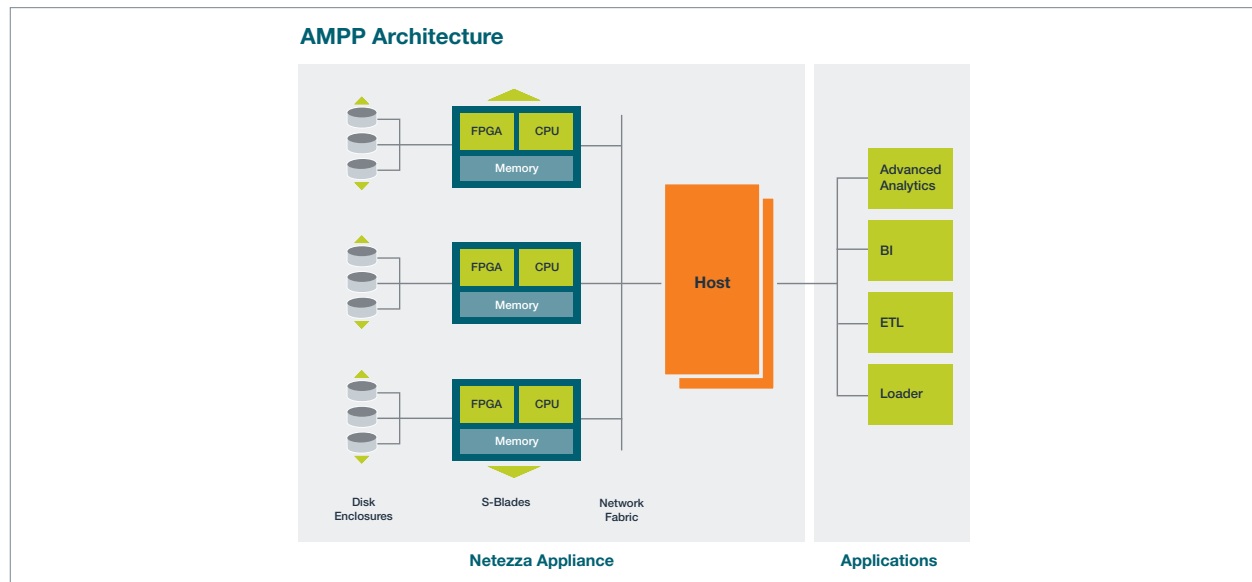 AMPP Architecture
FPGA
CPU
Memory
FPGA
CPU
Memory
FPGA
CPU
Memory
Host
Advanced
Analytics
BI
ETL
Loader
Disk
Enclosures
S-Blades
Network
Fabric
Netezza Appliance
Applications